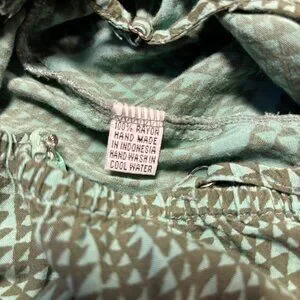 100% RAYON
HAND MADE
IN INDONESIA
HAND WASH IN
COOL WATER